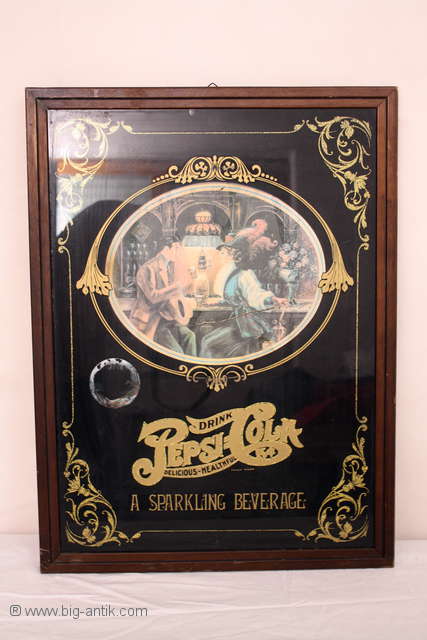 DRINK
PEPSI-COLA
DELICIOUS-HEALTHFUL
A SPARKLING BEVERAGE
® www.big-antik.com